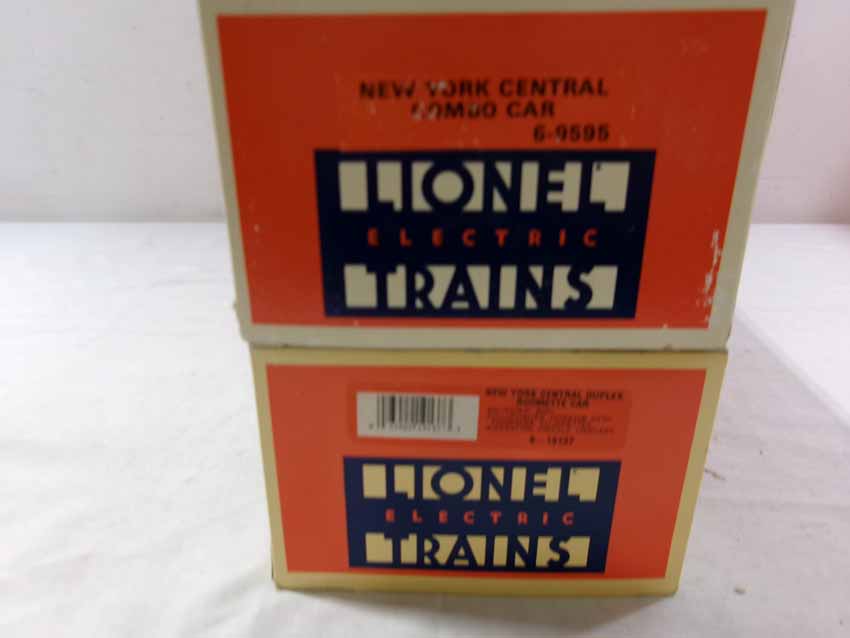 NEW YORK CENTRAL
COMBO CAR
6-9595
LIONEL
ELECTRIC
TRAINS
NEW YORK CENTRAL DUPLEX
ROOMETTE CAR
LIONEL
ELECTRIC
TRAINS